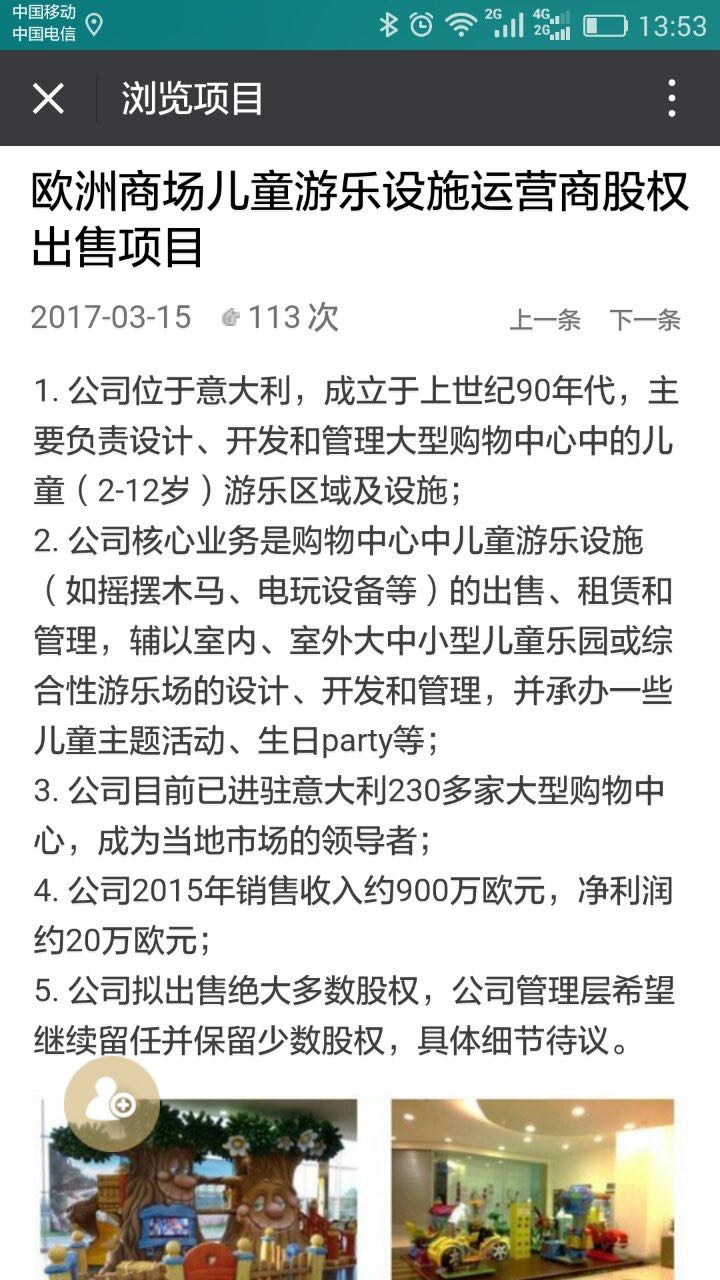 中国移动
中国电信
2G
4G
2G
13:53
浏览项目
欧洲商场儿童游乐设施运营商股权
出售项目
2017-03-15 113 次 上一条 下一条
1. 公司位于意大利，成立于上世纪90年代，主
要负责设计、开发和管理大型购物中心中的儿
童（2-12岁）游乐区域及设施；
2. 公司核心业务是购物中心中儿童游乐设施
（如摇摆木马、电玩设备等）的出售、租赁和
管理，辅以室内、室外大中小型儿童乐园或综
合性游乐场的设计、开发和管理，并承办一些
儿童主题活动、生日party等；
3. 公司目前已进驻意大利230多家大型购物中
心，成为当地市场的领导者；
4. 公司2015年销售收入约900万欧元，净利润
约20万欧元；
5. 公司拟出售绝大多数股权，公司管理层希望
继续留任并保留少数股权，具体细节待议。